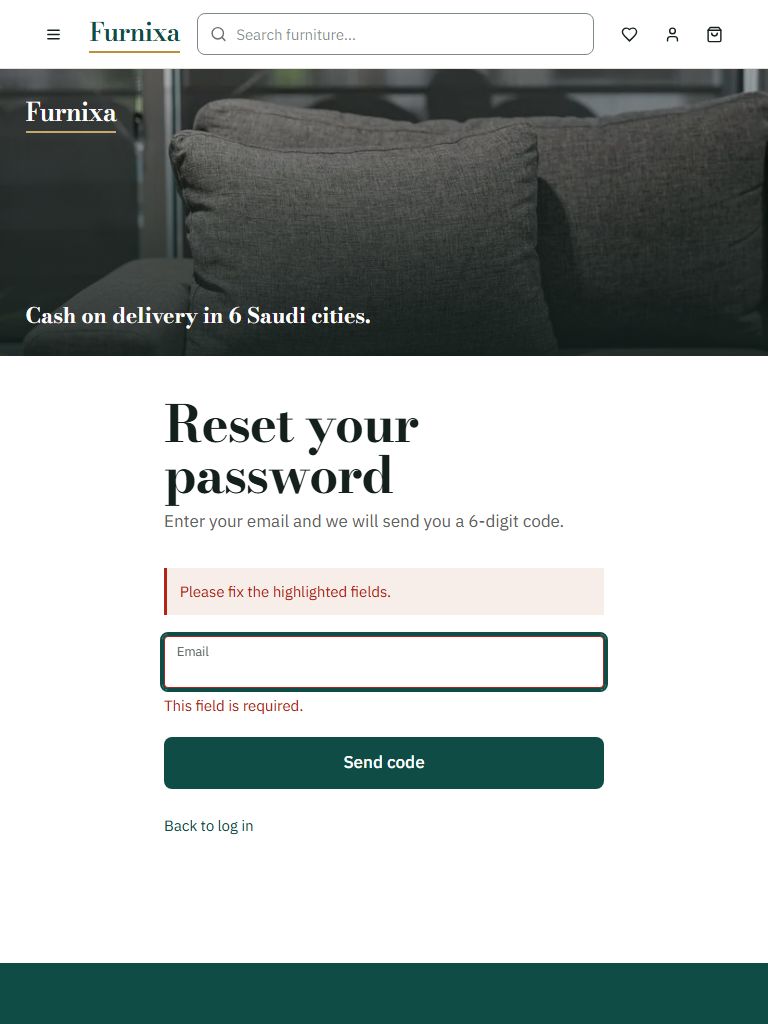 Furnixa
Search furniture...
Furnixa
Cash on delivery in 6 Saudi cities.
Reset your
password
Enter your email and we will send you a 6-digit code.
Please fix the highlighted fields.
Email
This field is required.
Send code
Back to log in